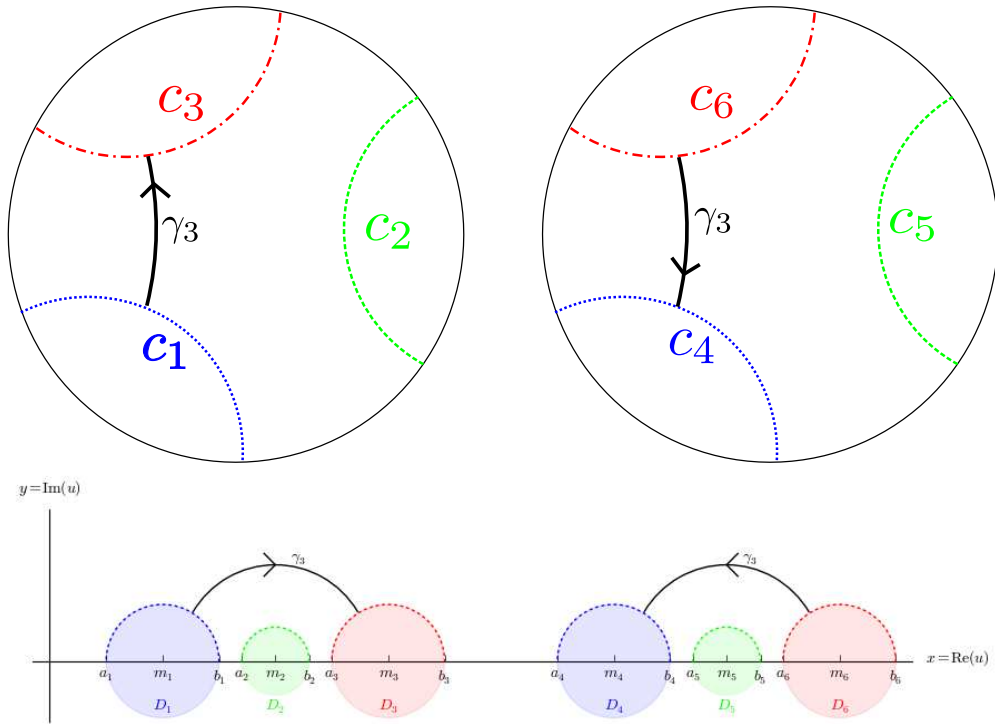 c₃ c₆
c₂ c₅
γ₃ γ₃
c₁ c₄
y=Im(u)
γ₃ γ₃
a₁ m₁ b₁ a₂ m₂ b₂ a₃ m₃ b₃ a₄ m₄ b₄ a₅ m₅ b₅ a₆ m₆ b₆ x=Re(u)
D₁ D₂ D₃ D₄ D₅ D₆